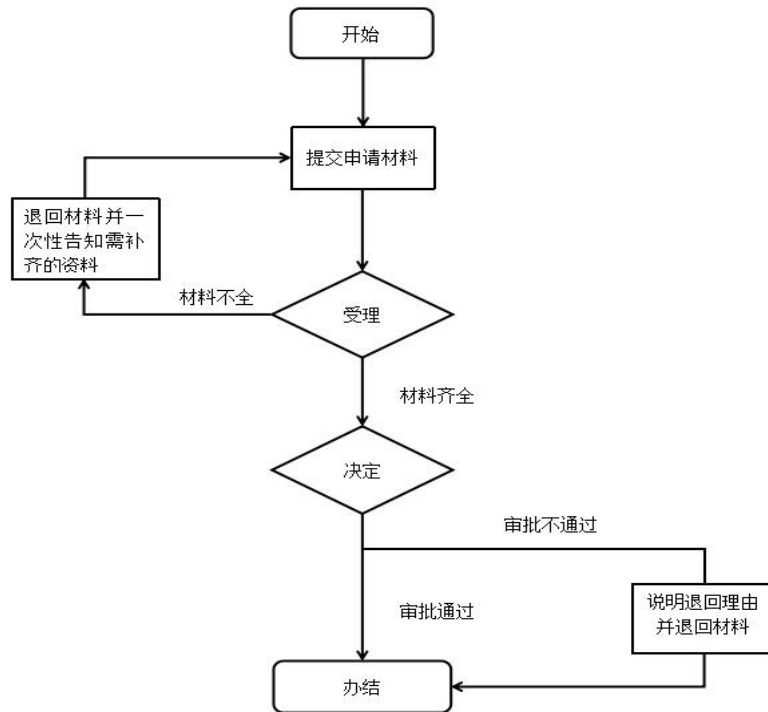 开始
提交申请材料
退回材料并一
次性告知需补
齐的资料
材料不全
受理
材料齐全
决定
审批不通过
审批通过
说明退回理由
并退回材料
办结